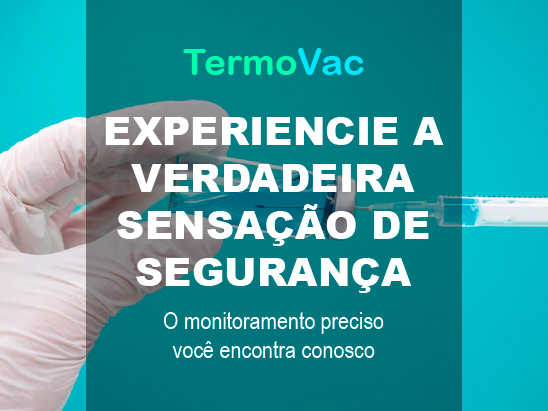 TermoVac
EXPERIENCIE A
VERDADEIRA
SENSAÇÃO DE
SEGURANÇA
O monitoramento preciso
você encontra conosco